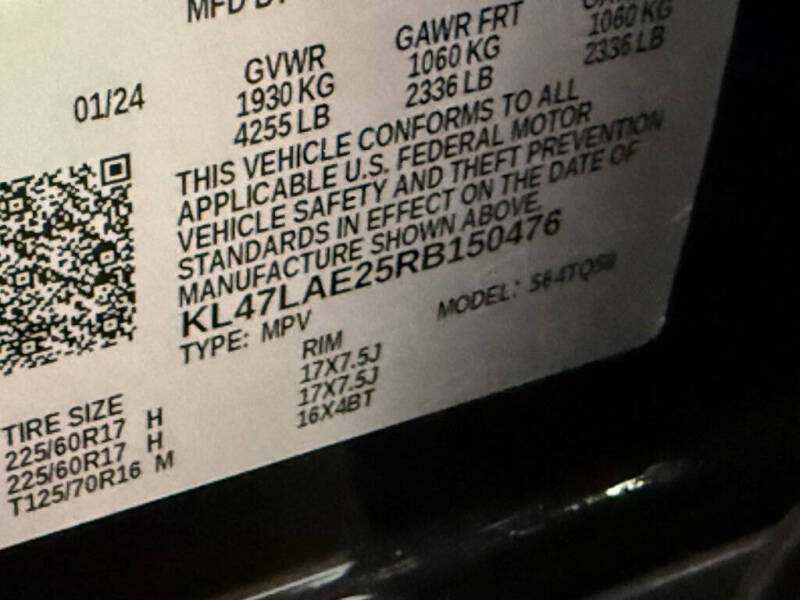 MFD BY
01/24
GVWR
1930 KG
4255 LB
GAWR FRT
1060 KG
2336 LB
1060 KG
2336 LB
THIS VEHICLE CONFORMS TO ALL
APPLICABLE U.S. FEDERAL MOTOR
VEHICLE SAFETY AND THEFT PREVENTION
STANDARDS IN EFFECT ON THE DATE OF
MANUFACTURE SHOWN ABOVE.
KL47LAE25RB150476
TYPE: MPV
MODEL:
TIRE SIZE
225/60R17 H
225/60R17 H
T125/70R16 M
RIM
17X7.5J
17X7.5J
16X4BT